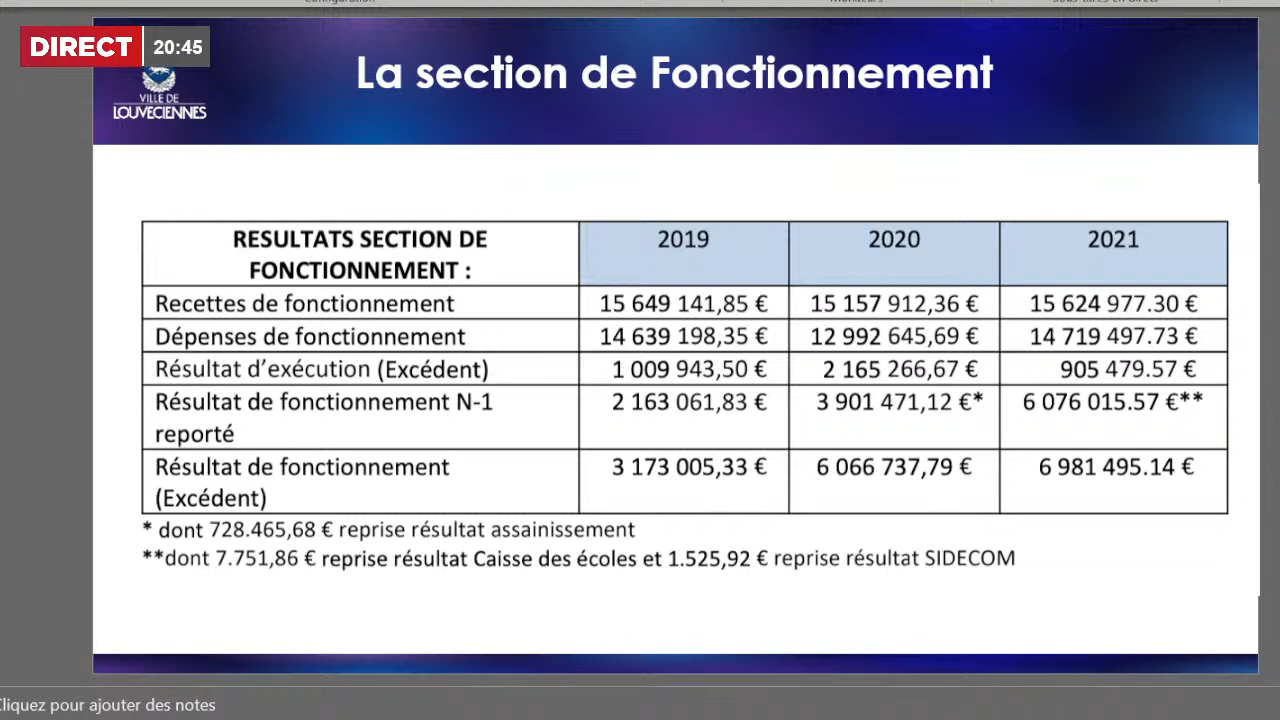 DIRECT 20:45
VILLE DE
LOUVECIENNES
La section de Fonctionnement
RESULTATS SECTION DE
FONCTIONNEMENT :
2019 2020 2021
Recettes de fonctionnement 15 649 141,85 € 15 157 912,36 € 15 624 977.30 €
Dépenses de fonctionnement 14 639 198,35 € 12 992 645,69 € 14 719 497.73 €
Résultat d’exécution (Excédent) 1 009 943,50 € 2 165 266,67 € 905 479.57 €
Résultat de fonctionnement N-1 2 163 061,83 € 3 901 471,12 €* 6 076 015.57 €**
reporté
Résultat de fonctionnement 3 173 005,33 € 6 066 737,79 € 6 981 495.14 €
(Excédent)
* dont 728.465,68 € reprise résultat assainissement
**dont 7.751,86 € reprise résultat Caisse des écoles et 1.525,92 € reprise résultat SIDECOM
Cliquez pour ajouter des notes